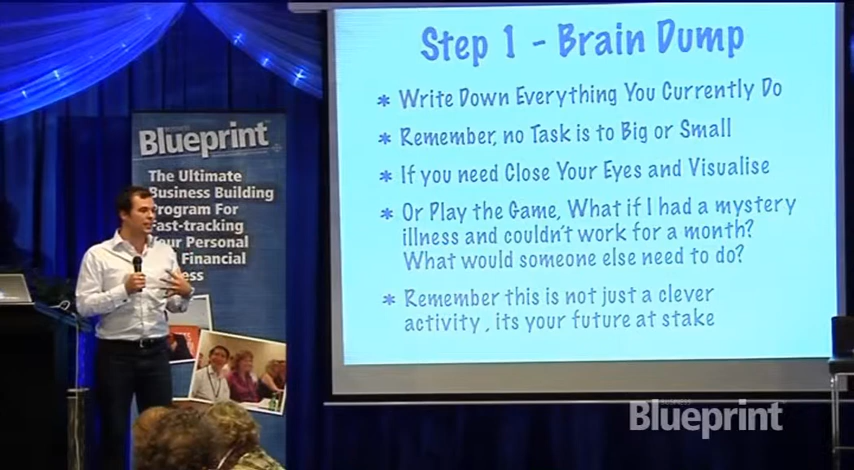 Step 1 - Brain Dump
* Write Down Everything You Currently Do
* Remember, no Task is to Big or Small
* If you need Close Your Eyes and Visualise
* Or Play the Game, What if I had a mystery
illness and couldn't work for a month?
What would someone else need to do?
* Remember this is not just a clever
activity, its your future at stake
Blueprint
The Ultimate
Business Building
Program For
Fast-tracking
Your Personal
Financial
BUSINESS
Blueprint